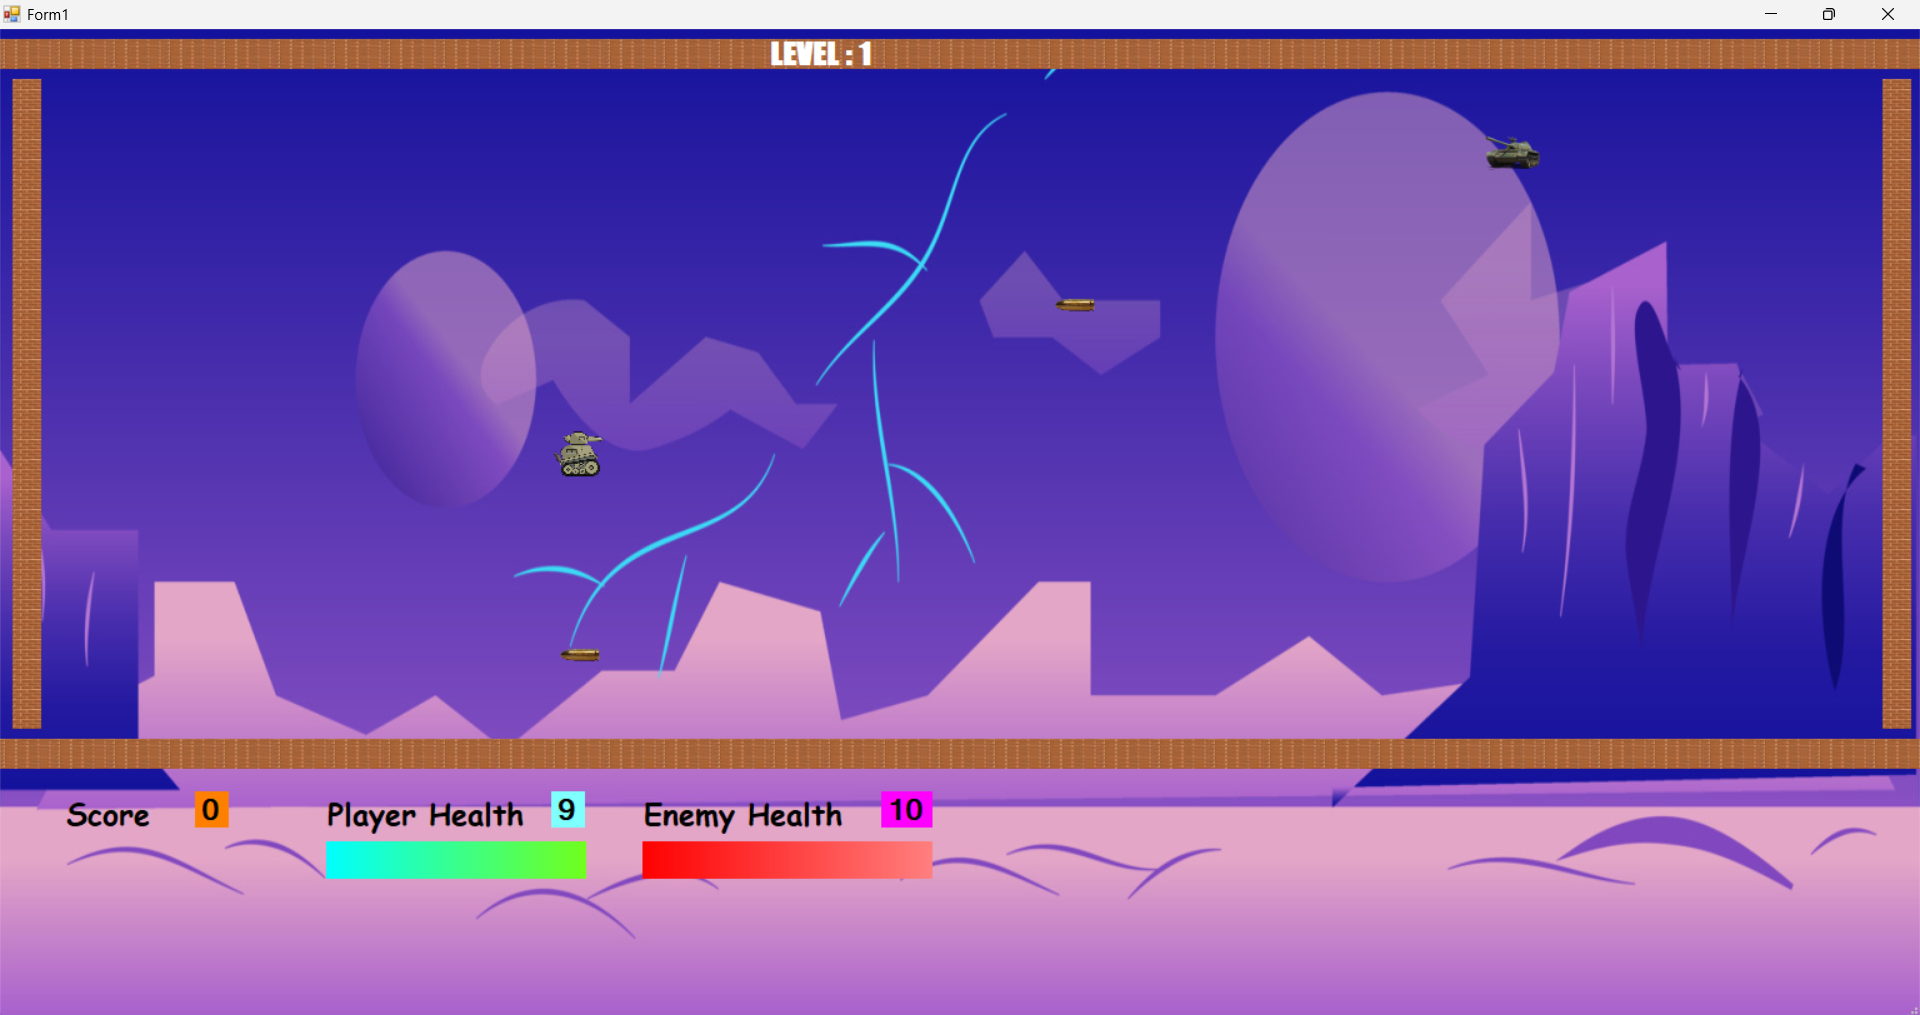 Form1
LEVEL : 1
Score 0
Player Health 9
Enemy Health 10